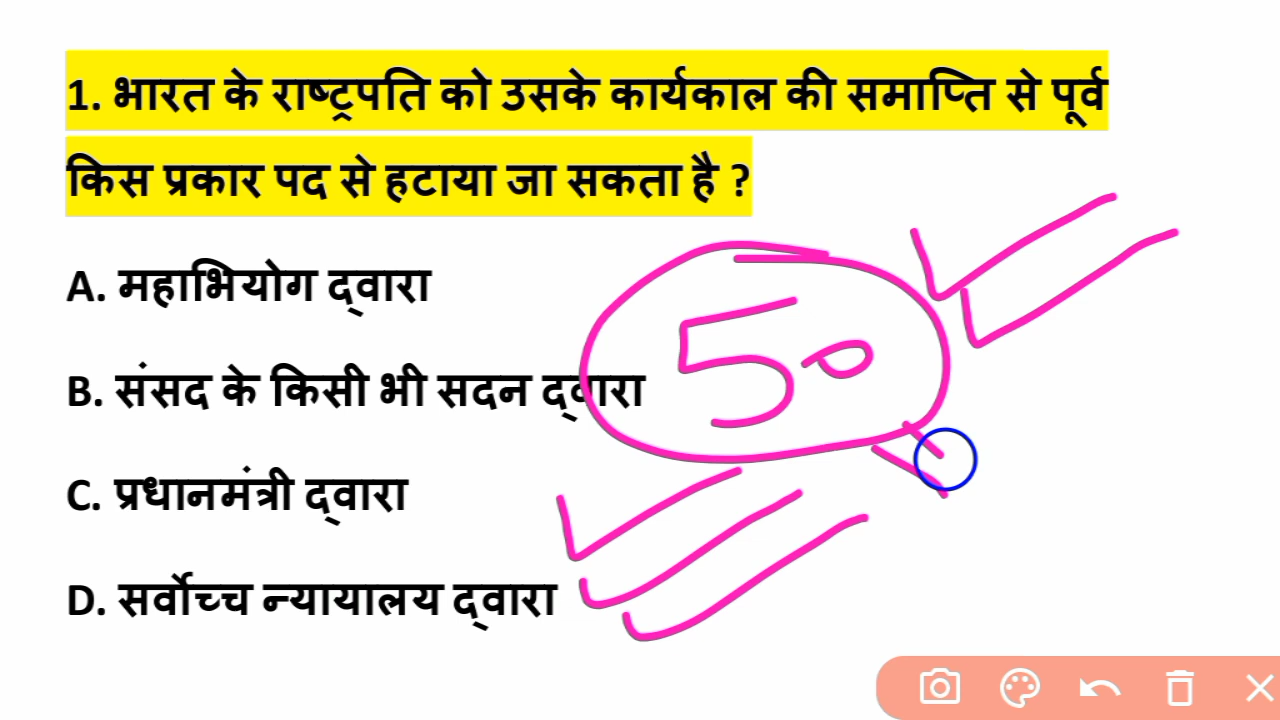 1. भारत के राष्ट्रपति को उसके कार्यकाल की समाप्ति से पूर्व
किस प्रकार पद से हटाया जा सकता है ?
A. महाभियोग द्वारा
50
B. संसद के किसी भी सदन द्वारा
C. प्रधानमंत्री द्वारा
D. सर्वोच्च न्यायालय द्वारा